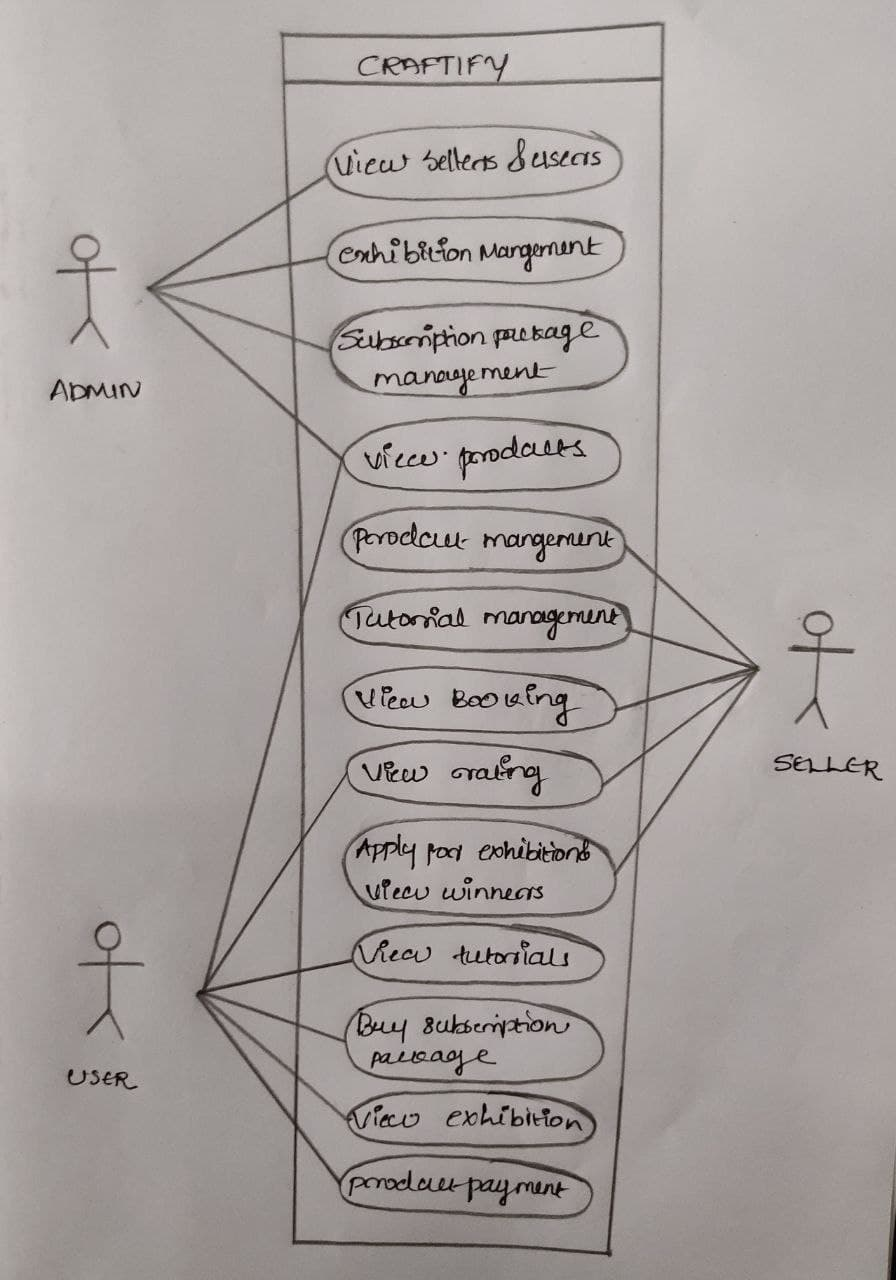 CRAFTIFY
View Sellers & users
exhibition Mangement
Subscription package
management
ADMIN
View products
product mangement
Tutorial management
View Booking
SELLER
View rating
Apply for exhibition &
View winners
View tutorials
Buy subscription
package
USER
View exhibition
product payment